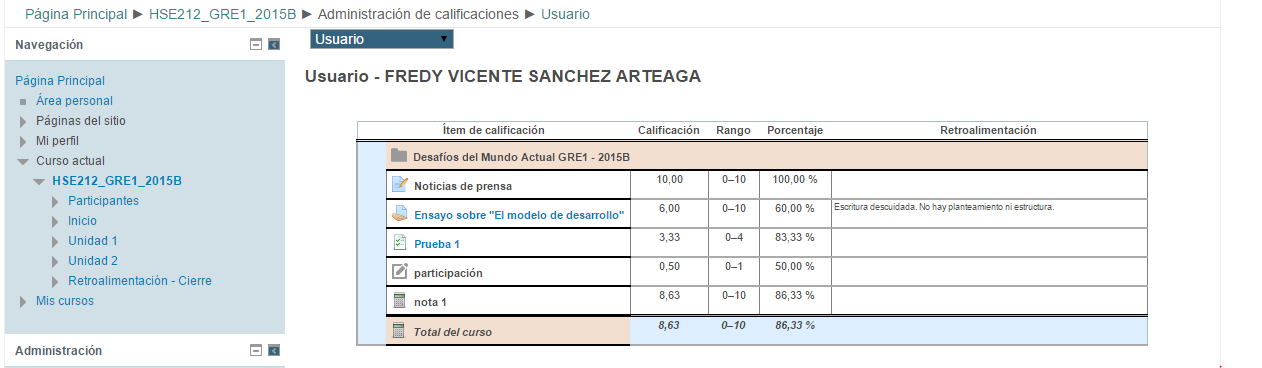 Página Principal ► HSE212_GRE1_2015B ► Administración de calificaciones ► Usuario
Navegación
Página Principal
Área personal
Páginas del sitio
Mi perfil
Curso actual
HSE212_GRE1_2015B
Participantes
Inicio
Unidad 1
Unidad 2
Retroalimentación - Cierre
Mis cursos
Administración
Usuario
Usuario - FREDY VICENTE SANCHEZ ARTEAGA
Ítem de calificación Calificación Rango Porcentaje Retroalimentación
Desafíos del Mundo Actual GRE1 - 2015B
Noticias de prensa 10,00 0–10 100,00 %
Ensayo sobre "El modelo de desarrollo" 6,00 0–10 60,00 % Escritura descuidada. No hay planteamiento ni estructura.
Prueba 1 3,33 0–4 83,33 %
participación 0,50 0–1 50,00 %
nota 1 8,63 0–10 86,33 %
Total del curso 8,63 0–10 86,33 %